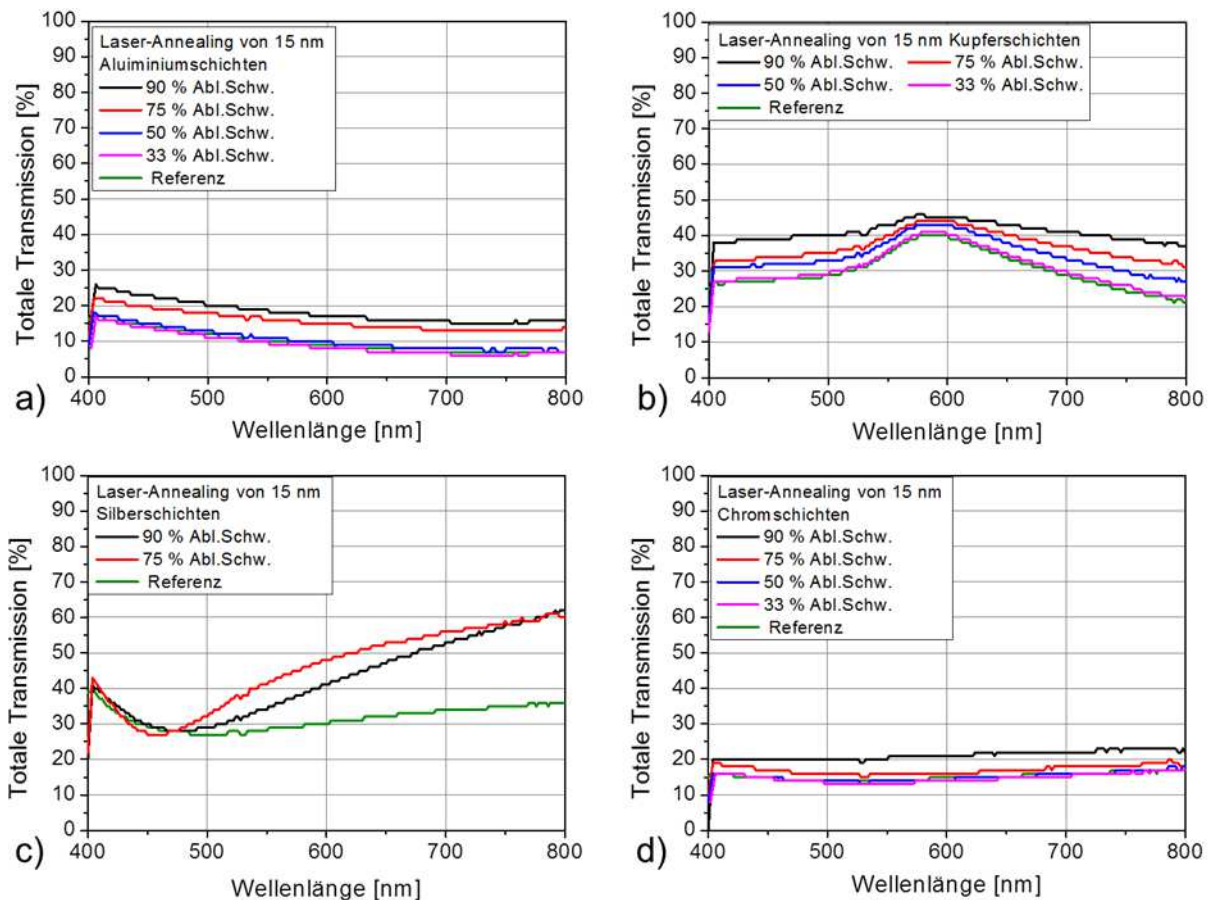 Laser-Annealing von 15 nm
Aluiminiumschichten
90 % Abl.Schw.
75 % Abl.Schw.
50 % Abl.Schw.
33 % Abl.Schw.
Referenz
Totale Transmission [%]
100
90
80
70
60
50
40
30
20
10
0
400
500
600
700
800
Wellenlänge [nm]
a)
Laser-Annealing von 15 nm Kupferschichten
90 % Abl.Schw. 75 % Abl.Schw.
50 % Abl.Schw. 33 % Abl.Schw.
Referenz
Totale Transmission [%]
100
90
80
70
60
50
40
30
20
10
0
400
500
600
700
800
Wellenlänge [nm]
b)
Laser-Annealing von 15 nm
Silberschichten
90 % Abl.Schw.
75 % Abl.Schw.
Referenz
Totale Transmission [%]
100
90
80
70
60
50
40
30
20
10
0
400
500
600
700
800
Wellenlänge [nm]
c)
Laser-Annealing von 15 nm
Chromschichten
90 % Abl.Schw.
75 % Abl.Schw.
50 % Abl.Schw.
33 % Abl.Schw.
Referenz
Totale Transmission [%]
100
90
80
70
60
50
40
30
20
10
0
400
500
600
700
800
Wellenlänge [nm]
d)